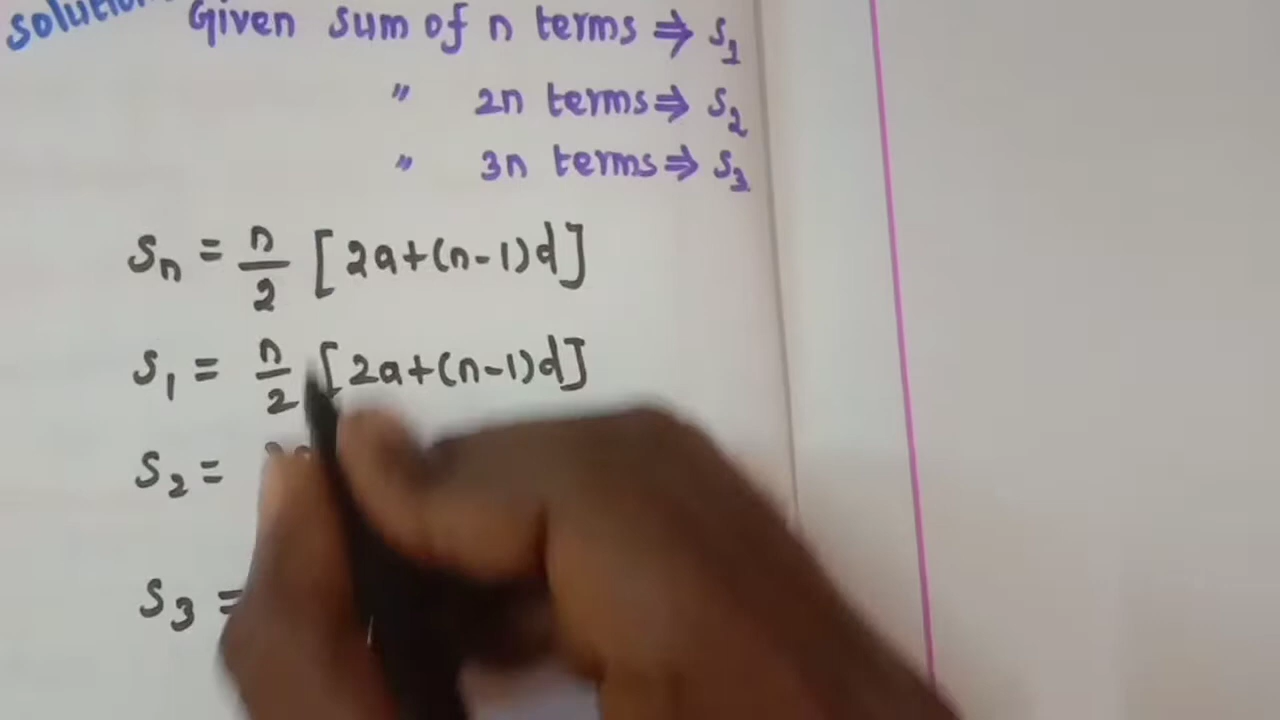 solution
Given sum of n terms ⇒ S₁
" 2n terms ⇒ S₂
" 3n terms ⇒ S₃
Sₙ = n/2 [2a+(n-1)d]
S₁ = n/2 [2a+(n-1)d]
S₂ =
S₃ =